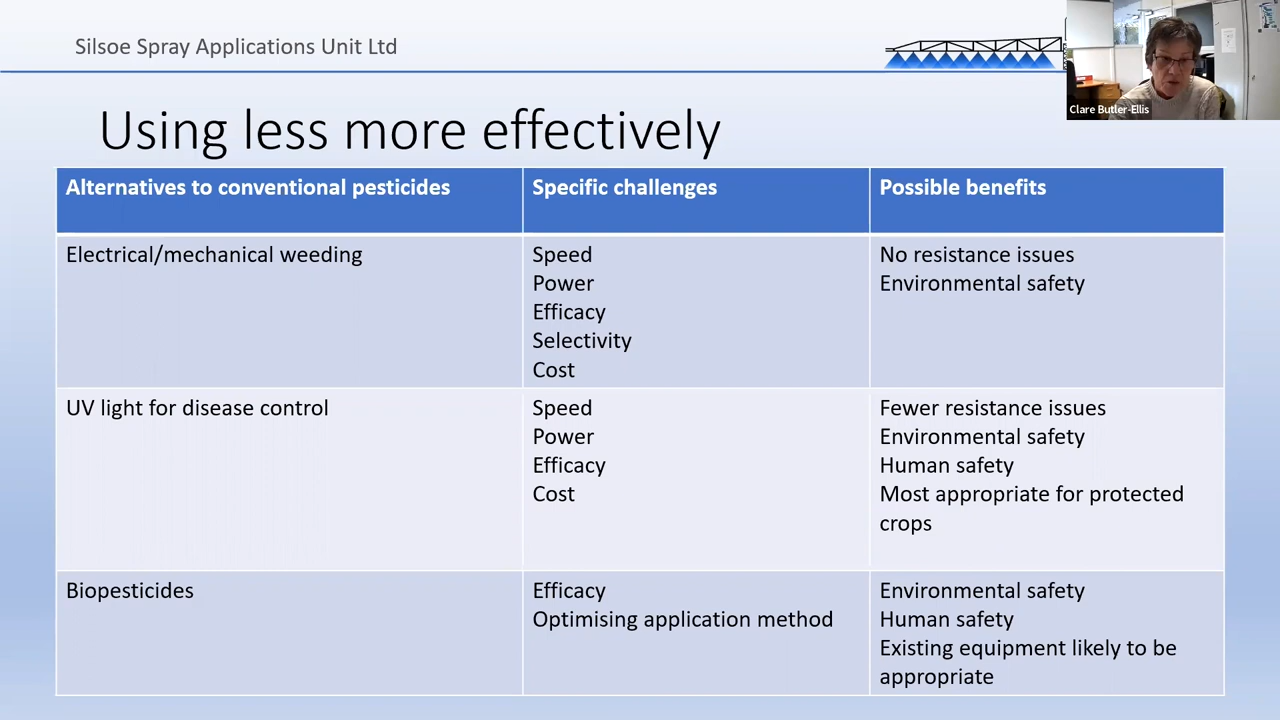 Silsoe Spray Applications Unit Ltd
Clare Butler-Ellis
Using less more effectively
Alternatives to conventional pesticides
Specific challenges
Possible benefits
Electrical/mechanical weeding
Speed
Power
Efficacy
Selectivity
Cost
No resistance issues
Environmental safety
UV light for disease control
Speed
Power
Efficacy
Cost
Fewer resistance issues
Environmental safety
Human safety
Most appropriate for protected
crops
Biopesticides
Efficacy
Optimising application method
Environmental safety
Human safety
Existing equipment likely to be
appropriate